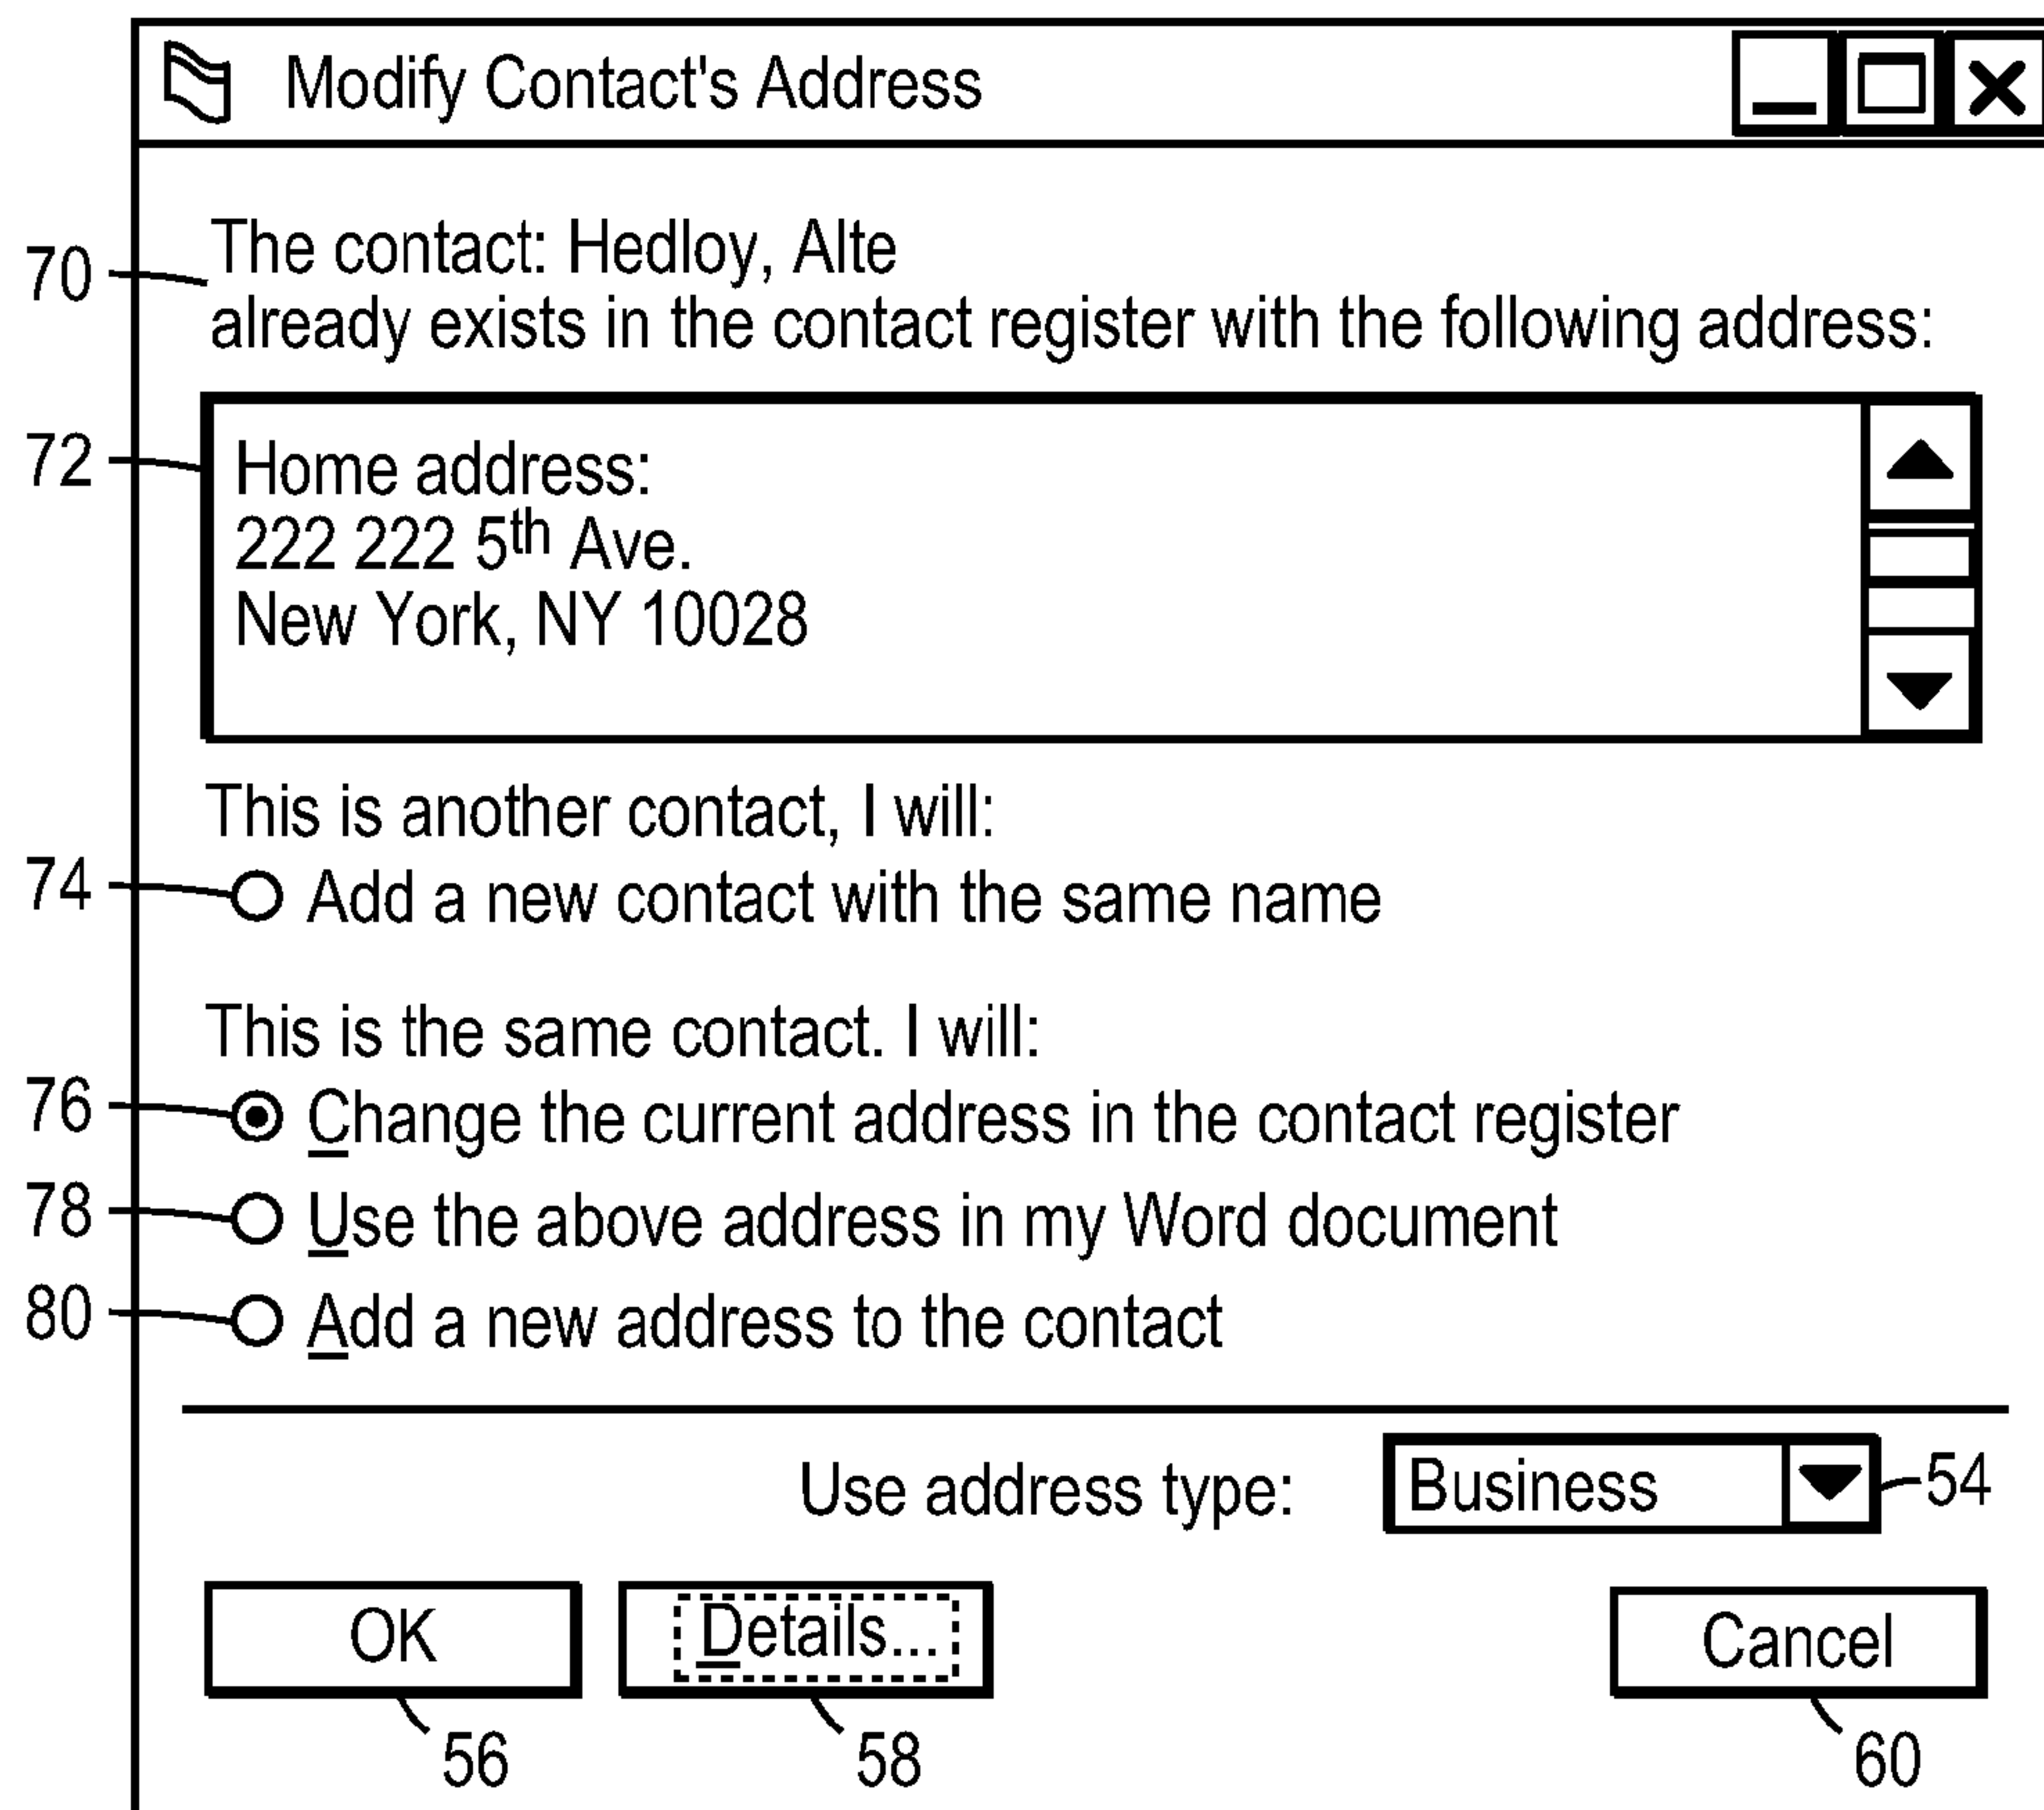 Modify Contact's Address
70
The contact: Hedloy, Alte
already exists in the contact register with the following address:
72
Home address:
222 222 5th Ave.
New York, NY 10028
This is another contact, I will:
74
Add a new contact with the same name
This is the same contact. I will:
76
Change the current address in the contact register
78
Use the above address in my Word document
80
Add a new address to the contact
Use address type: Business 54
OK Details... Cancel
56 58 60